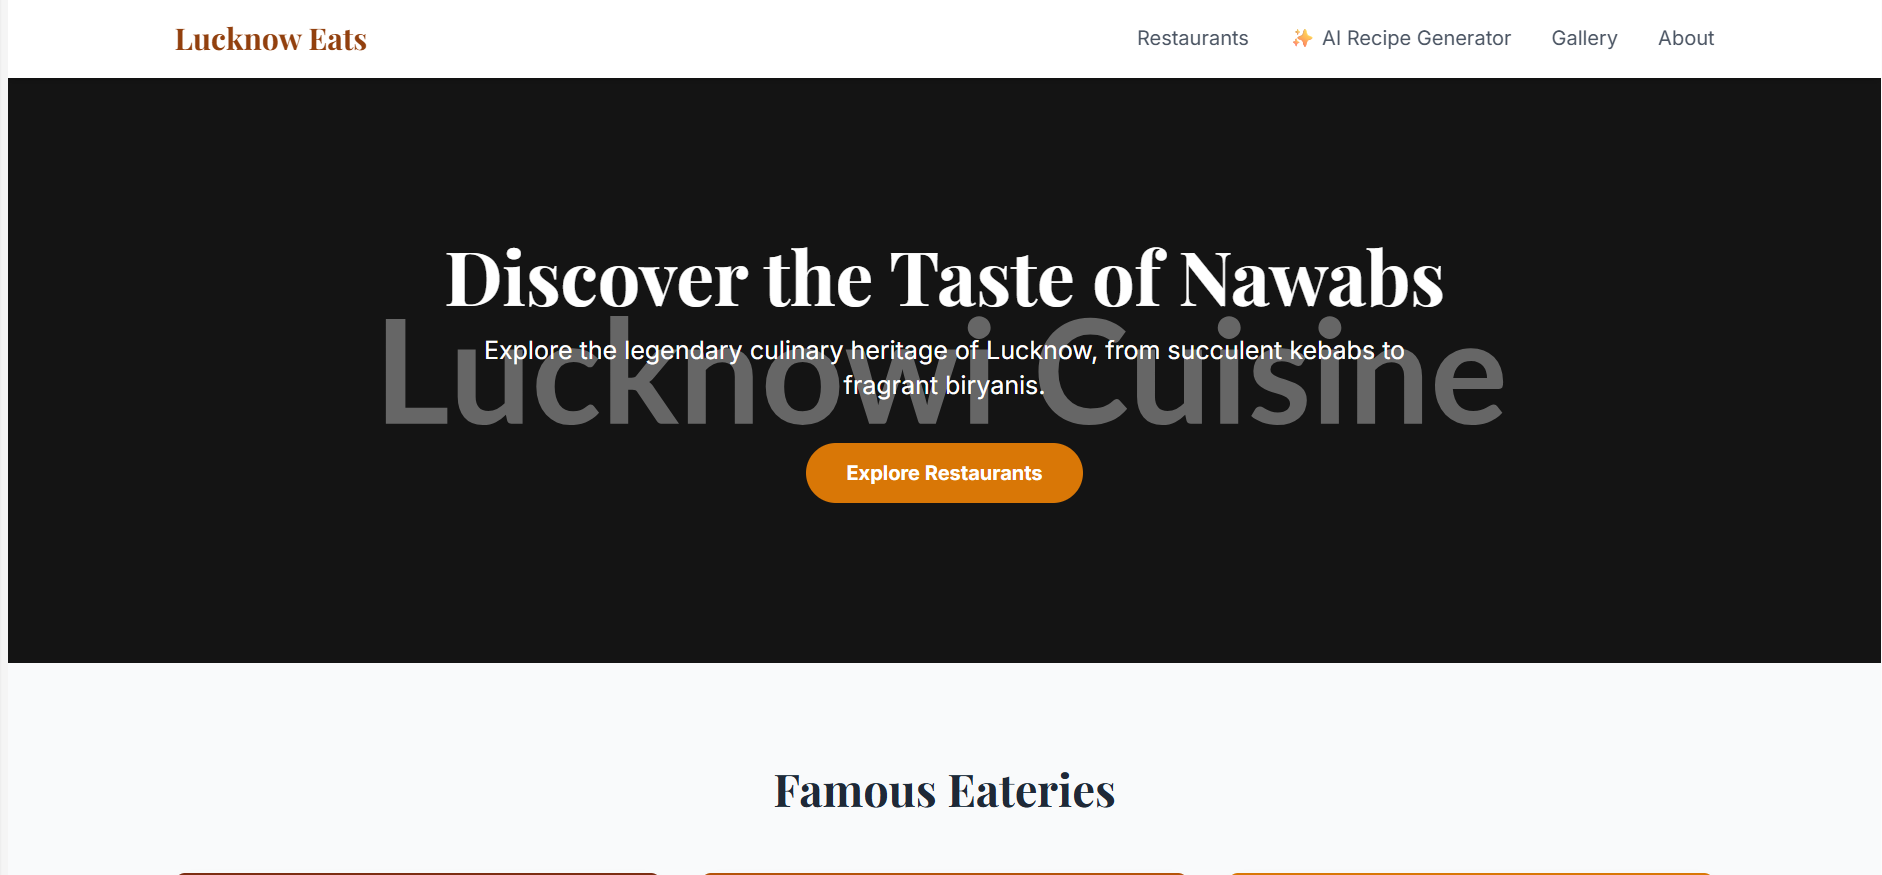 Lucknow Eats
Restaurants
✨ AI Recipe Generator
Gallery
About
Discover the Taste of Nawabs
Lucknowi Cuisine
Explore the legendary culinary heritage of Lucknow, from succulent kebabs to
fragrant biryanis.
Explore Restaurants
Famous Eateries